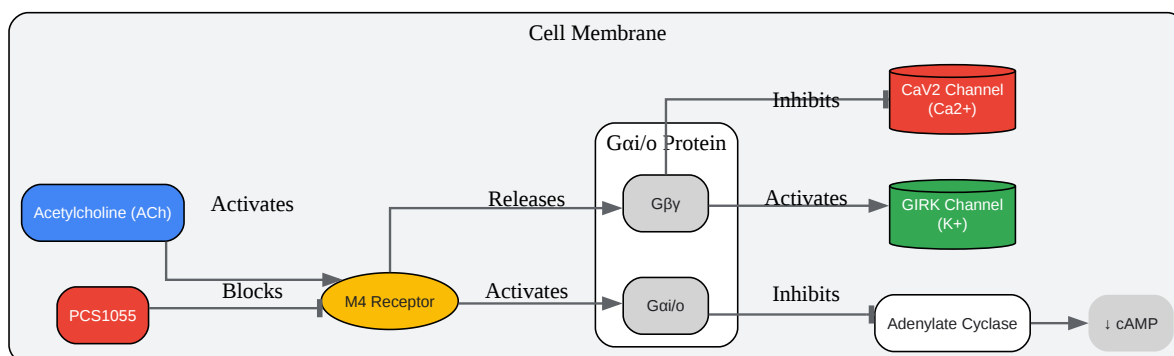 Cell Membrane
CaV2 Channel
(Ca2+)
Inhibits
Gαi/o Protein
Acetylcholine (ACh)
Activates
Releases
Gβγ
Activates
GIRK Channel
(K+)
PCS1055
Blocks
M4 Receptor
Activates
Gαi/o
Inhibits
Adenylate Cyclase
↓ cAMP